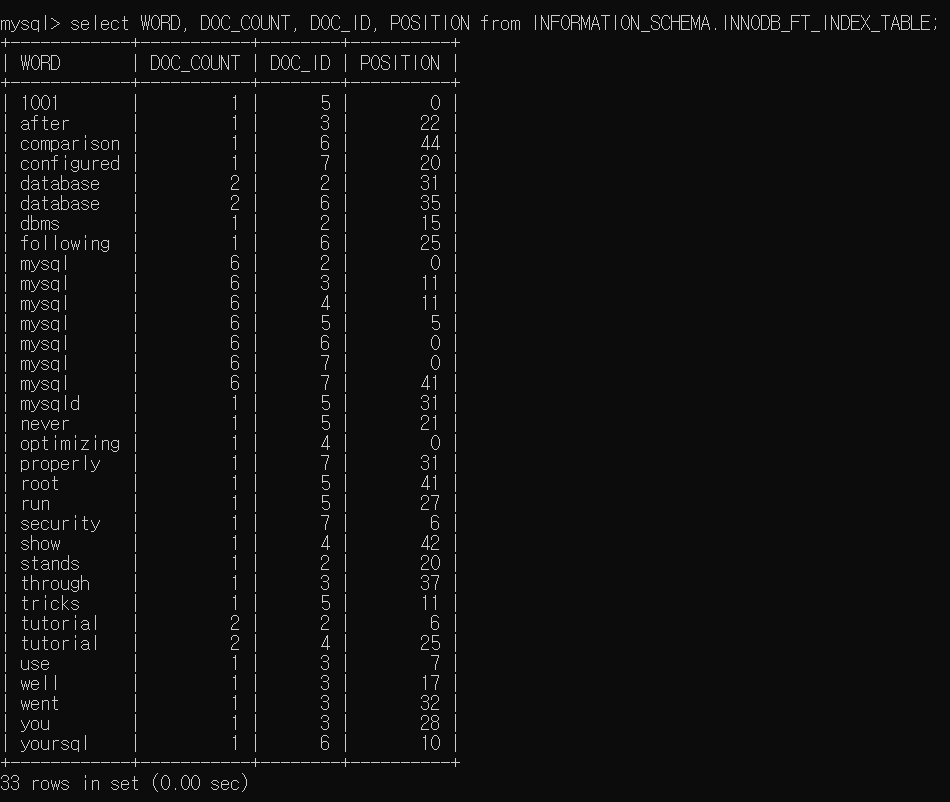 mysql> select WORD, DOC_COUNT, DOC_ID, POSITION from INFORMATION_SCHEMA.INNODB_FT_INDEX_TABLE;
+------------+-----------+--------+----------+
| WORD       | DOC_COUNT | DOC_ID | POSITION |
+------------+-----------+--------+----------+
| 1001       |         1 |      5 |        0 |
| after      |         1 |      3 |       22 |
| comparison |         1 |      6 |       44 |
| configured |         1 |      7 |       20 |
| database   |         2 |      2 |       31 |
| database   |         2 |      6 |       35 |
| dbms       |         1 |      2 |       15 |
| following  |         1 |      6 |       25 |
| mysql      |         6 |      2 |        0 |
| mysql      |         6 |      3 |       11 |
| mysql      |         6 |      4 |       11 |
| mysql      |         6 |      5 |        5 |
| mysql      |         6 |      6 |        0 |
| mysql      |         6 |      7 |        0 |
| mysql      |         6 |      7 |       41 |
| mysqld     |         1 |      5 |       31 |
| never      |         1 |      5 |       21 |
| optimizing |         1 |      4 |        0 |
| properly   |         1 |      7 |       31 |
| root       |         1 |      5 |       41 |
| run        |         1 |      5 |       27 |
| security   |         1 |      7 |        6 |
| show       |         1 |      4 |       42 |
| stands     |         1 |      2 |       20 |
| through    |         1 |      3 |       37 |
| tricks     |         1 |      5 |       11 |
| tutorial   |         2 |      2 |        6 |
| tutorial   |         2 |      4 |       25 |
| use        |         1 |      3 |        7 |
| well       |         1 |      3 |       17 |
| went       |         1 |      3 |       32 |
| you        |         1 |      3 |       28 |
| yoursql    |         1 |      6 |       10 |
+------------+-----------+--------+----------+
33 rows in set (0.00 sec)